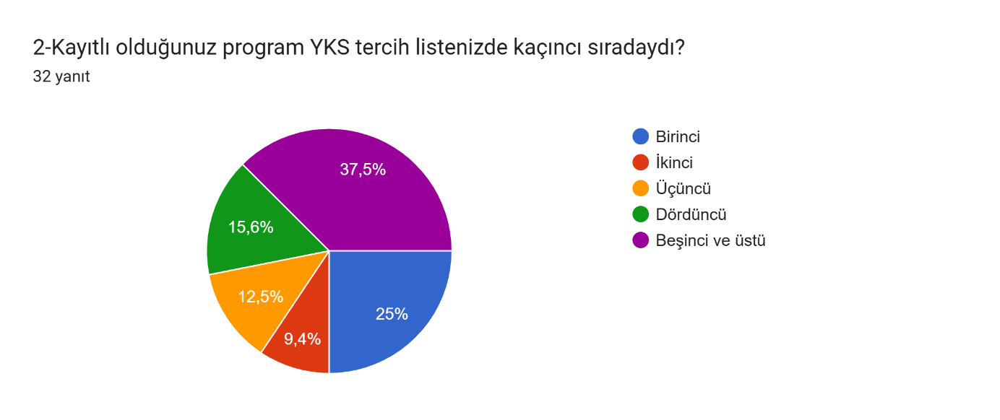 2-Kayıtlı olduğunuz program YKS tercih listenizde kaçıncı sıradaydı?
32 yanıt
37,5%
15,6%
12,5%
9,4%
25%
Birinci
İkinci
Üçüncü
Dördüncü
Beşinci ve üstü